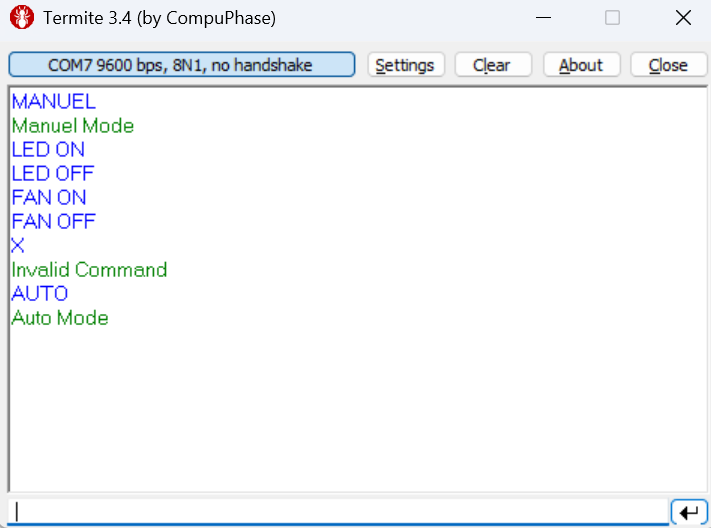 Termite 3.4 (by CompuPhase)
COM7 9600 bps, 8N1, no handshake Settings Clear About Close
MANUEL
Manuel Mode
LED ON
LED OFF
FAN ON
FAN OFF
X
Invalid Command
AUTO
Auto Mode